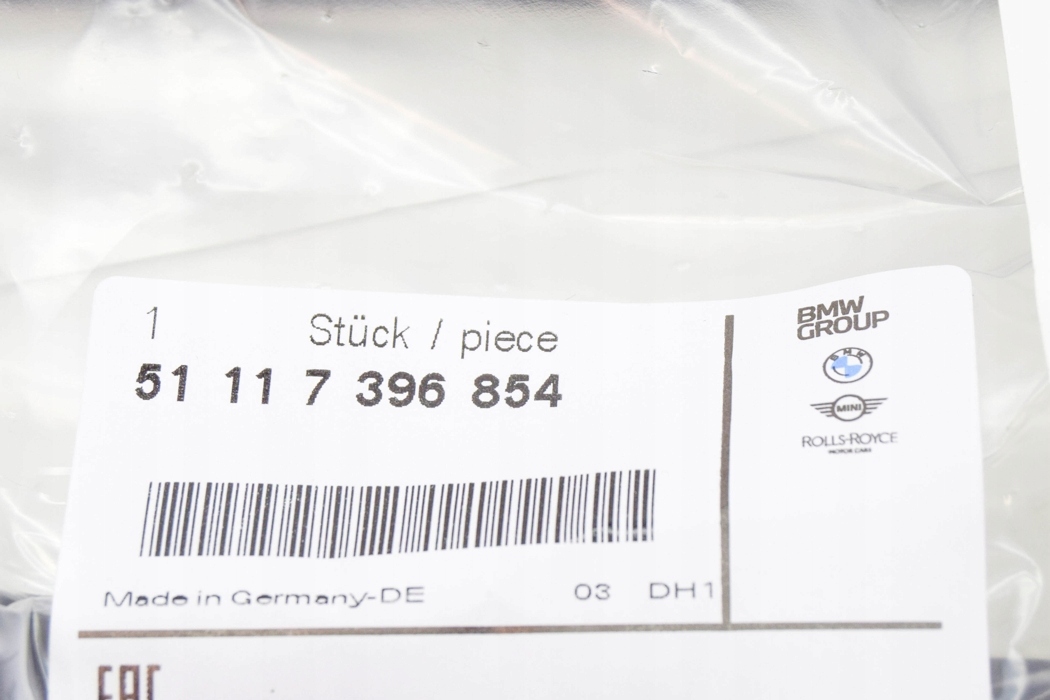 1 Stück / piece
51 11 7 396 854
Made in Germany-DE 03 DH1
BMW
GROUP
BMW
MINI
ROLLS-ROYCE
MOTOR CARS
EAC